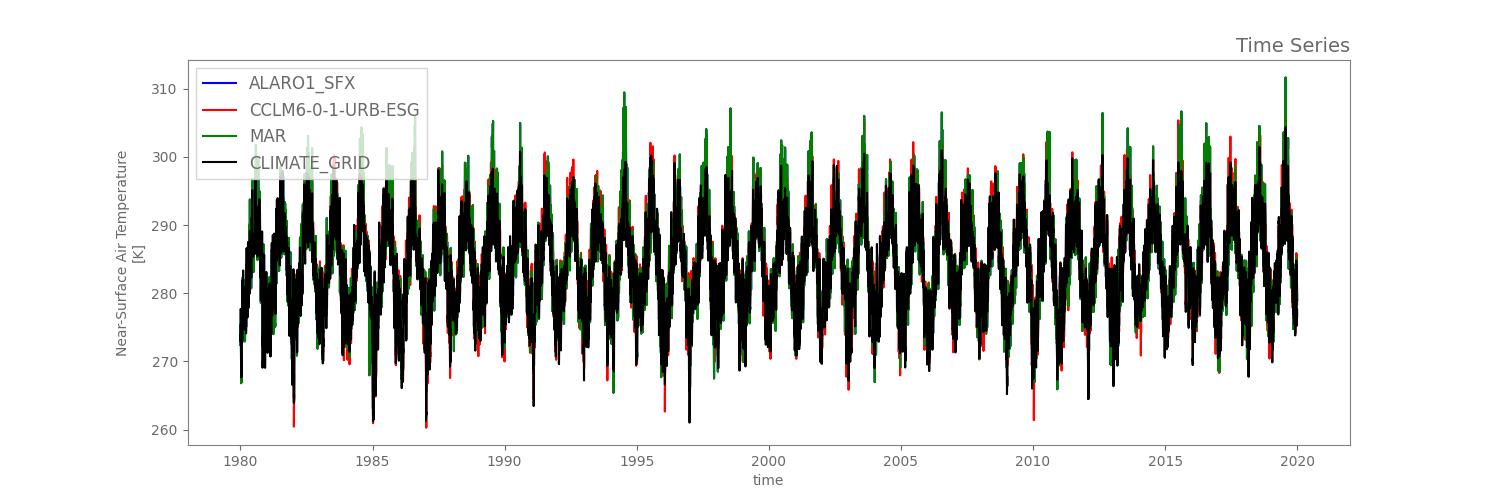 Time Series
ALARO1_SFX
CCLM6-0-1-URB-ESG
MAR
CLIMATE_GRID
Near-Surface Air Temperature
[K]
310
300
290
280
270
260
1980
1985
1990
1995
2000
2005
2010
2015
2020
time